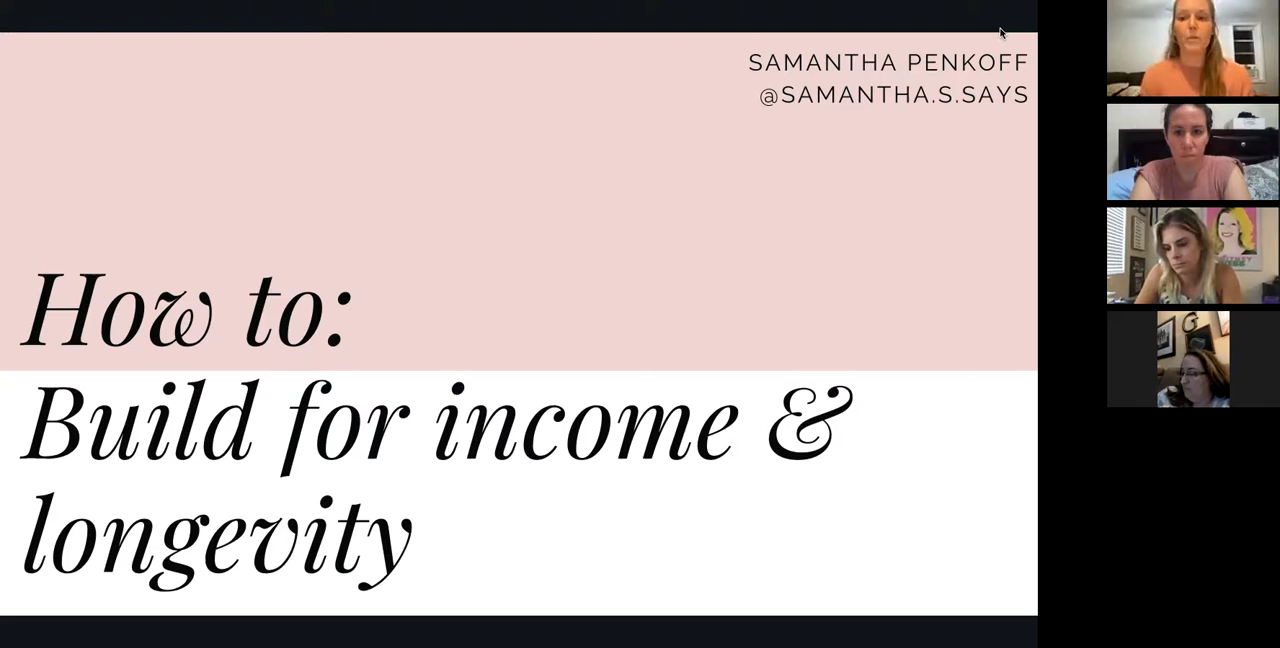 SAMANTHA PENKOFF
@SAMANTHA.S.SAYS
How to:
Build for income &
longevity